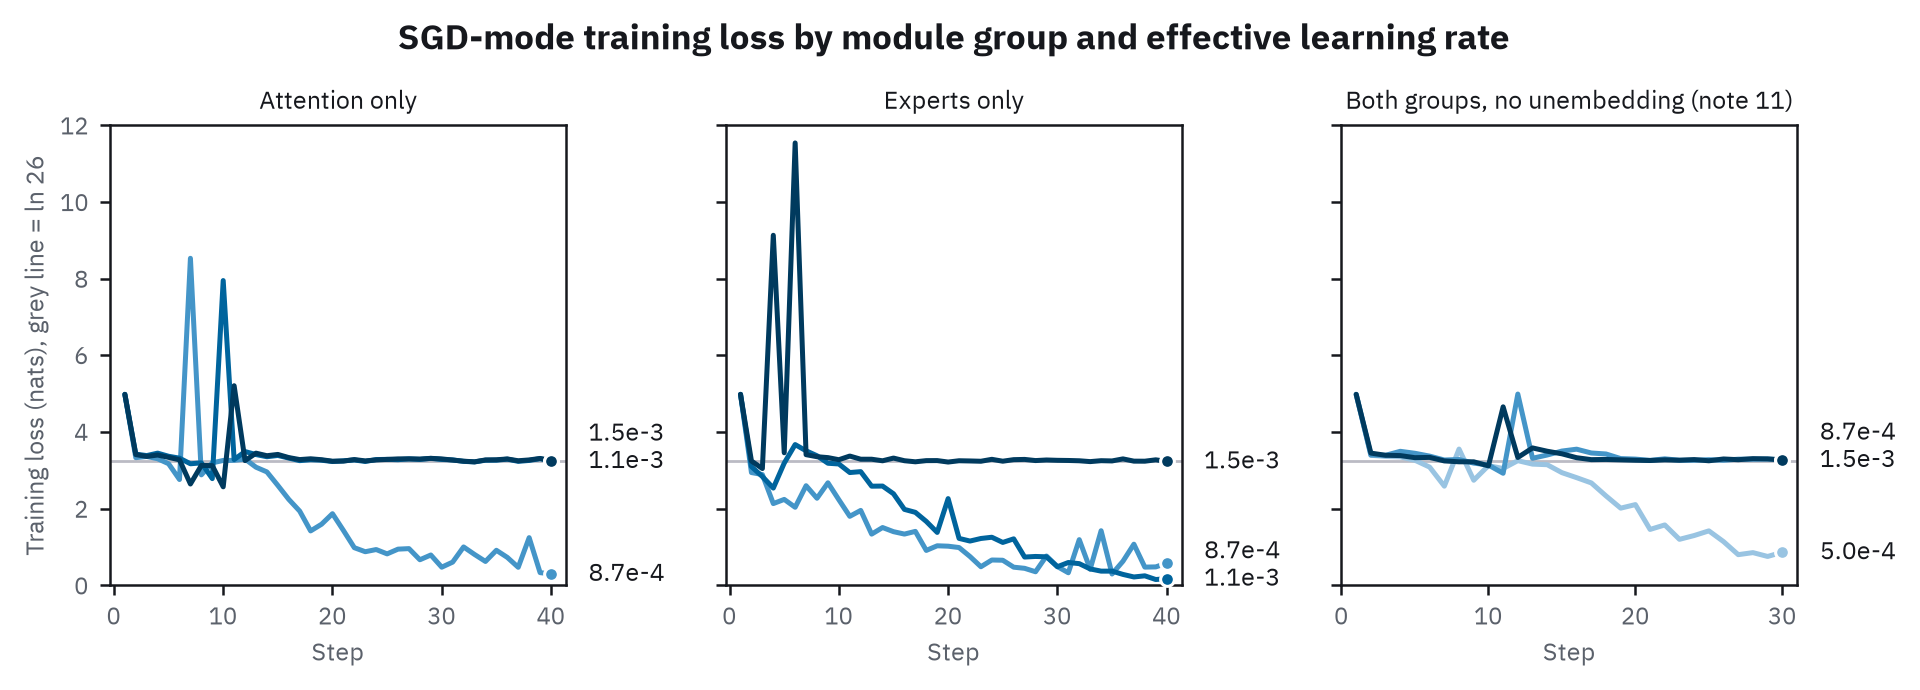 SGD-mode training loss by module group and effective learning rate
Attention only
Experts only
Both groups, no unembedding (note 11)
Training loss (nats), grey line = ln 26
12
10
8
6
4
2
0
0 10 20 30 40
Step
1.5e-3
1.1e-3
8.7e-4
0 10 20 30 40
Step
1.5e-3
8.7e-4
1.1e-3
0 10 20 30
Step
8.7e-4
1.5e-3
5.0e-4